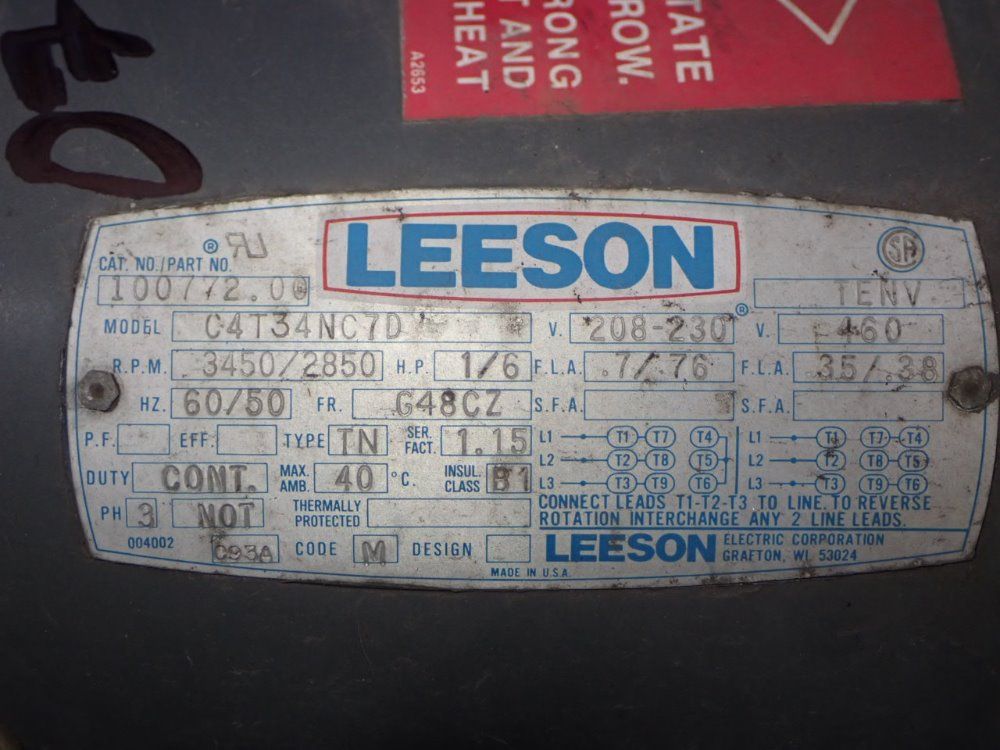 70
STATE
ROW.
RONG
T AND
HEAT
A2653
® RU LEESON ® SA
CAT. NO./PART NO.
100772.00 TENV
MODEL C4T34NC7D V. 208-230 V. 460
R.P.M. 3450/2850 H.P. 1/6 F.L.A. .7/.76 F.L.A. .35/.38
HZ. 60/50 FR. G48CZ S.F.A. S.F.A.
P.F. EFF. TYPE TN SER. FACT. 1.15 L1 T1 T7 T4 L1 T1 T7 T4
L2 T2 T8 T5 L2 T2 T8 T5
DUTY CONT. MAX. AMB. 40 °C. INSUL. CLASS B1 L3 T3 T9 T6 L3 T3 T9 T6
PH 3 NOT THERMALLY PROTECTED CONNECT LEADS T1-T2-T3 TO LINE. TO REVERSE
ROTATION INTERCHANGE ANY 2 LINE LEADS.
004002 C93A CODE M DESIGN LEESON ELECTRIC CORPORATION
GRAFTON, WI. 53024
MADE IN U.S.A.